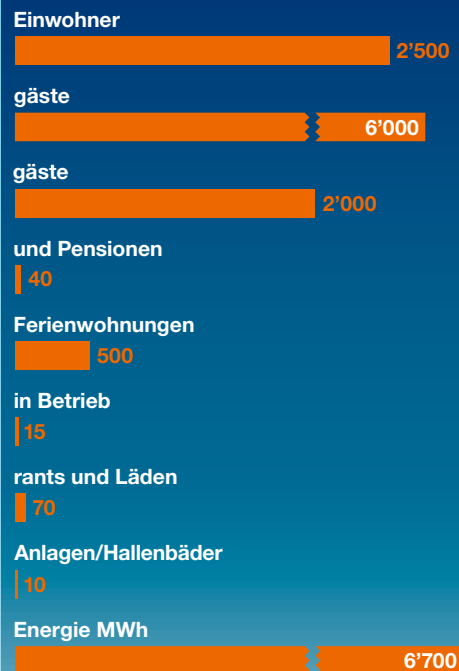 Einwohner
2’500
gäste
6’000
gäste
2’000
und Pensionen
40
Ferienwohnungen
500
in Betrieb
15
rants und Läden
70
Anlagen/Hallenbäder
10
Energie MWh
6’700